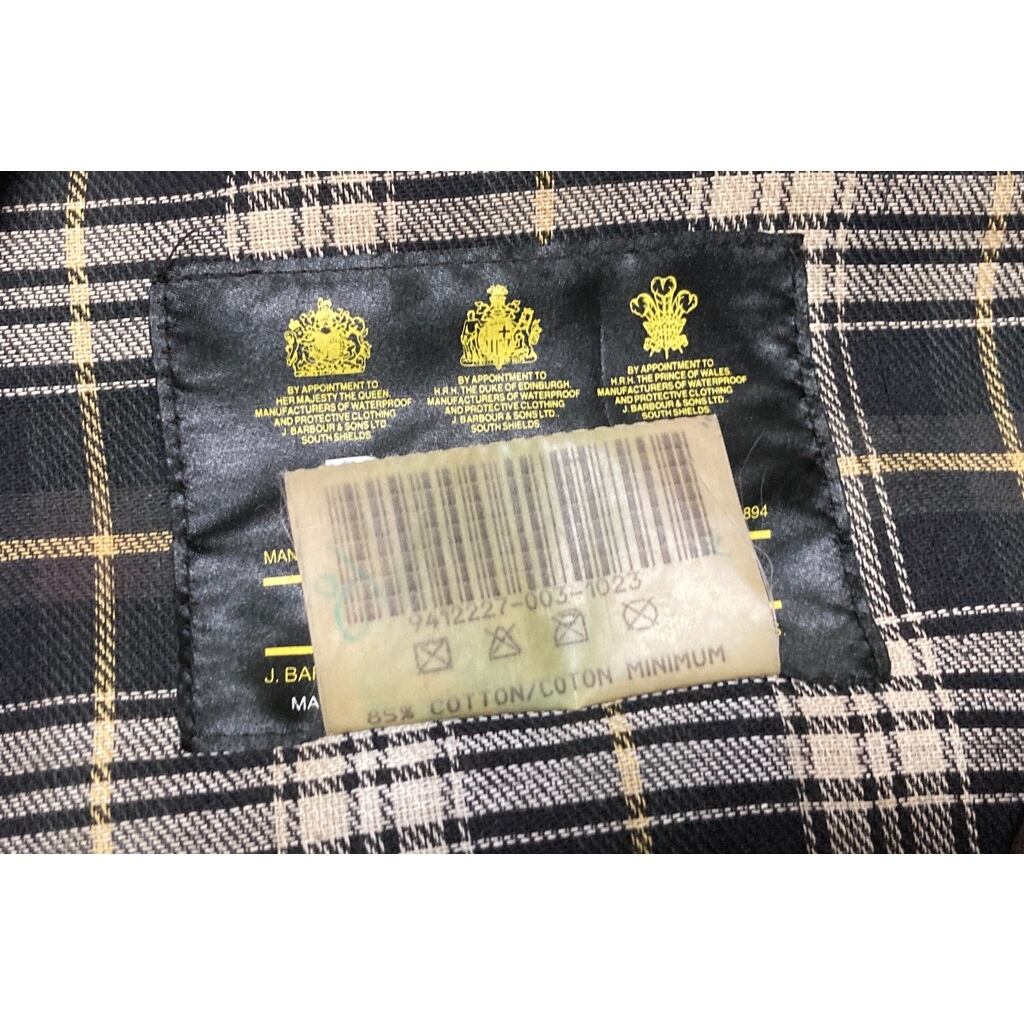 BY APPOINTMENT TO
HER MAJESTY THE QUEEN
MANUFACTURERS OF WATERPROOF
AND PROTECTIVE CLOTHING
J. BARBOUR & SONS LTD.
SOUTH SHIELDS
BY APPOINTMENT TO
H.R.H. THE DUKE OF EDINBURGH.
MANUFACTURERS OF WATERPROOF
AND PROTECTIVE CLOTHING
J. BARBOUR & SONS LTD.
SOUTH SHIELDS
BY APPOINTMENT TO
H.R.H. THE PRINCE OF WALES.
MANUFACTURERS OF WATERPROOF
AND PROTECTIVE CLOTHING
J. BARBOUR & SONS LTD.
SOUTH SHIELDS
MAN
894
J. BAR
MA
9412227-003-1023
85% COTTON/COTON MINIMUM